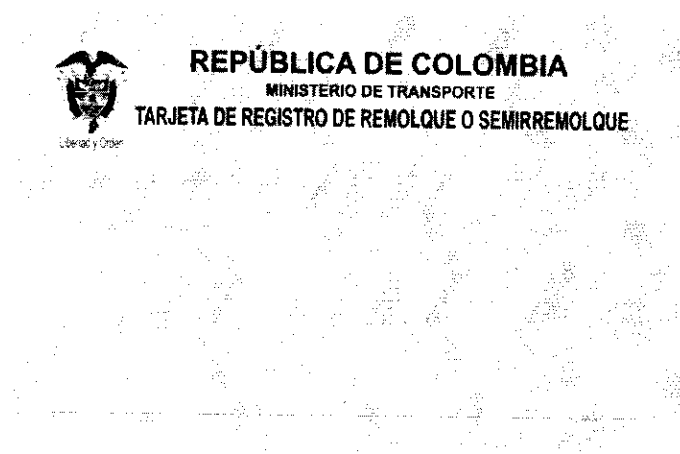 REPÚBLICA DE COLOMBIA
MINISTERIO DE TRANSPORTE
TARJETA DE REGISTRO DE REMOLQUE O SEMIRREMOLQUE
Libertad y Orden